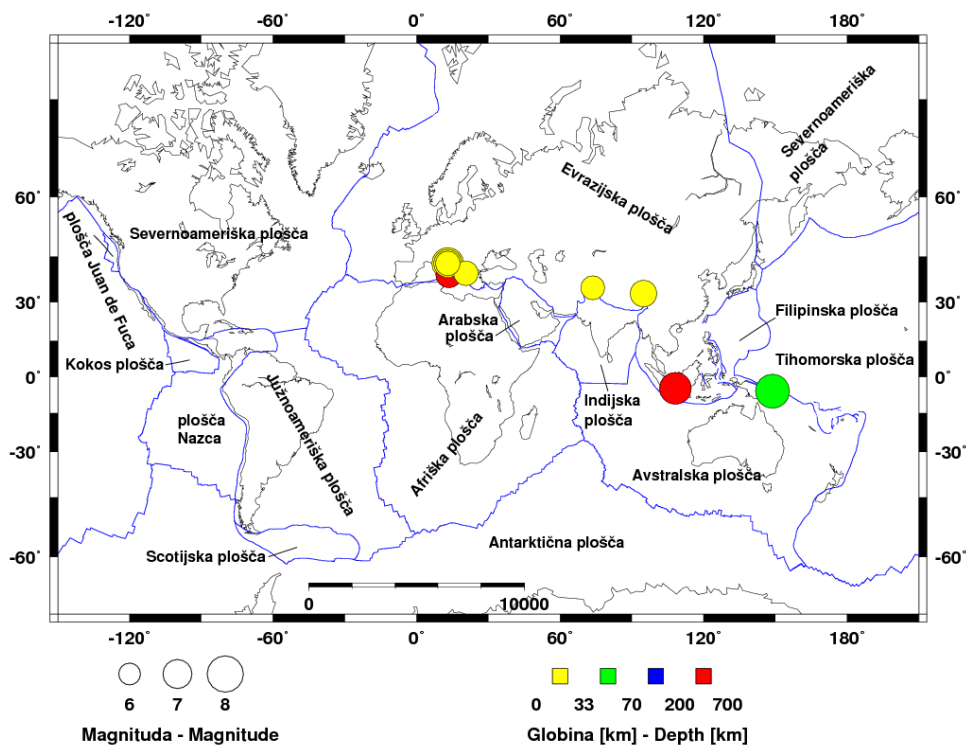 -120° -60° 0° 60° 120° 180°
Severnoameriška
plošča
60° 60°
Evrazijska plošča
Severnoameriška plošča
plošča Juan de Fuca
30° 30°
Arabska
plošča
Filipinska plošča
Kokos plošča
Tihomorska plošča
0° 0°
Indijska
plošča
Južnoameriška plošča
plošča
Nazca
Afriška plošča
-30° -30°
Avstralska plošča
Antarktična plošča
Scotijska plošča
-60° -60°
0 10000
-120° -60° 0° 60° 120° 180°
6 7 8
0 33 70 200 700
Magnituda - Magnitude
Globina [km] - Depth [km]